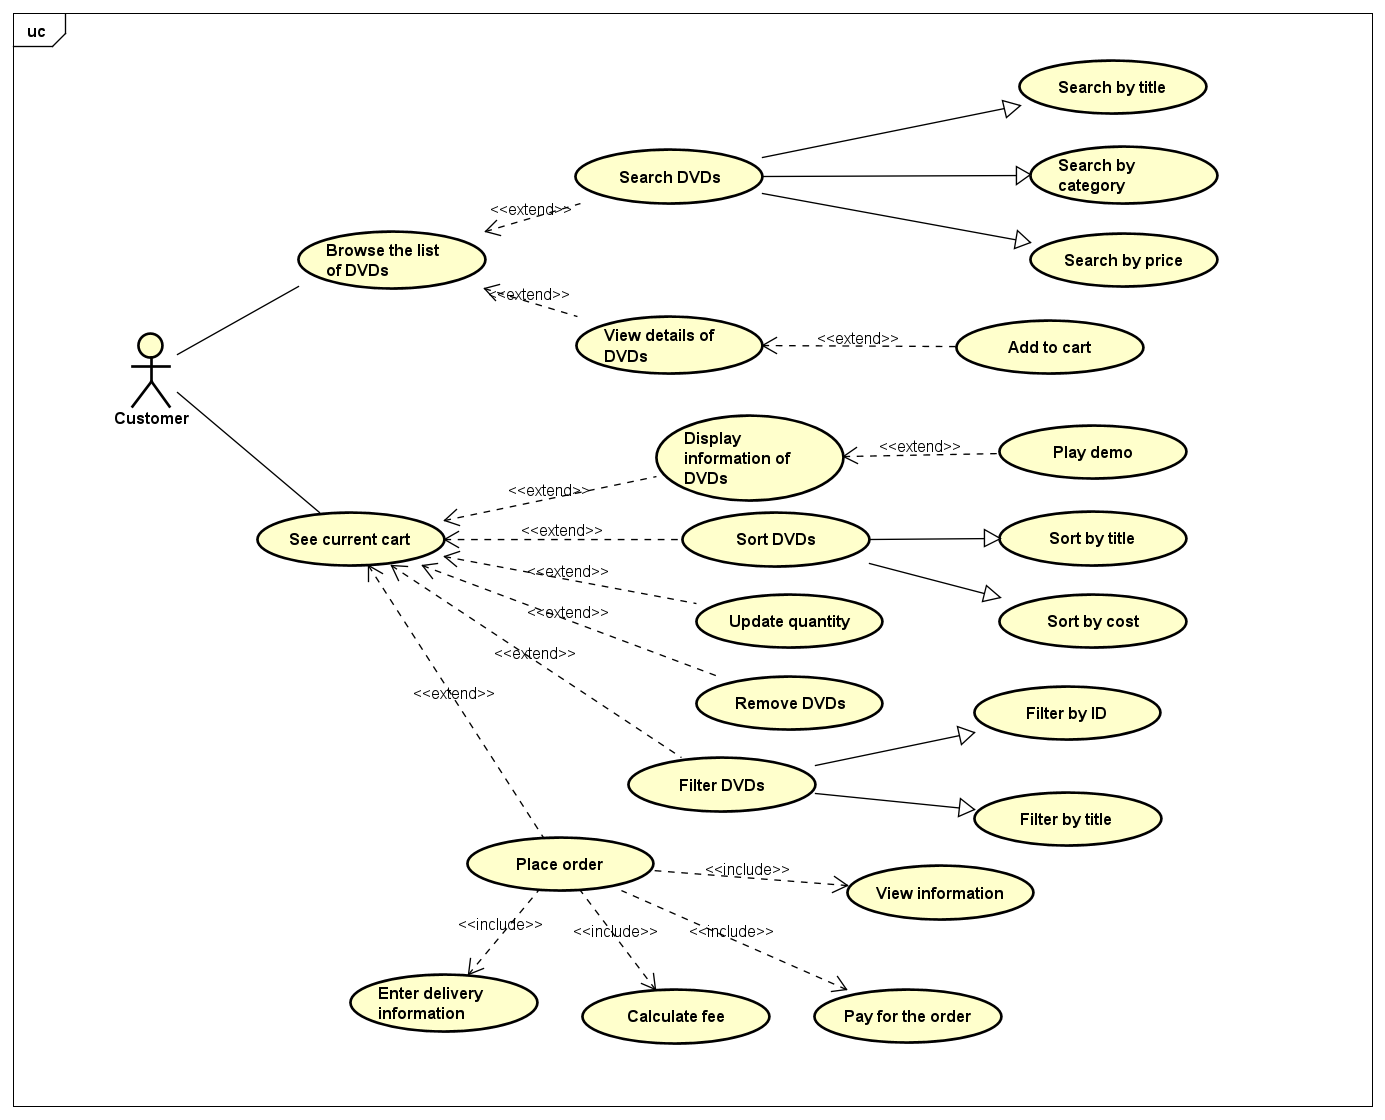 uc
Search by title
Search by
category
Search DVDs
<<extend>>
Browse the list
of DVDs
Search by price
<<extend>>
View details of
DVDs
<<extend>>
Add to cart
Customer
Display
information of
DVDs
<<extend>>
Play demo
<<extend>>
See current cart
<<extend>>
Sort DVDs
Sort by title
<<extend>>
Update quantity
Sort by cost
<<extend>>
<<extend>>
<<extend>>
Remove DVDs
Filter by ID
Filter DVDs
Filter by title
Place order
<<include>>
View information
<<include>>
<<include>>
<<include>>
Enter delivery
information
Calculate fee
Pay for the order